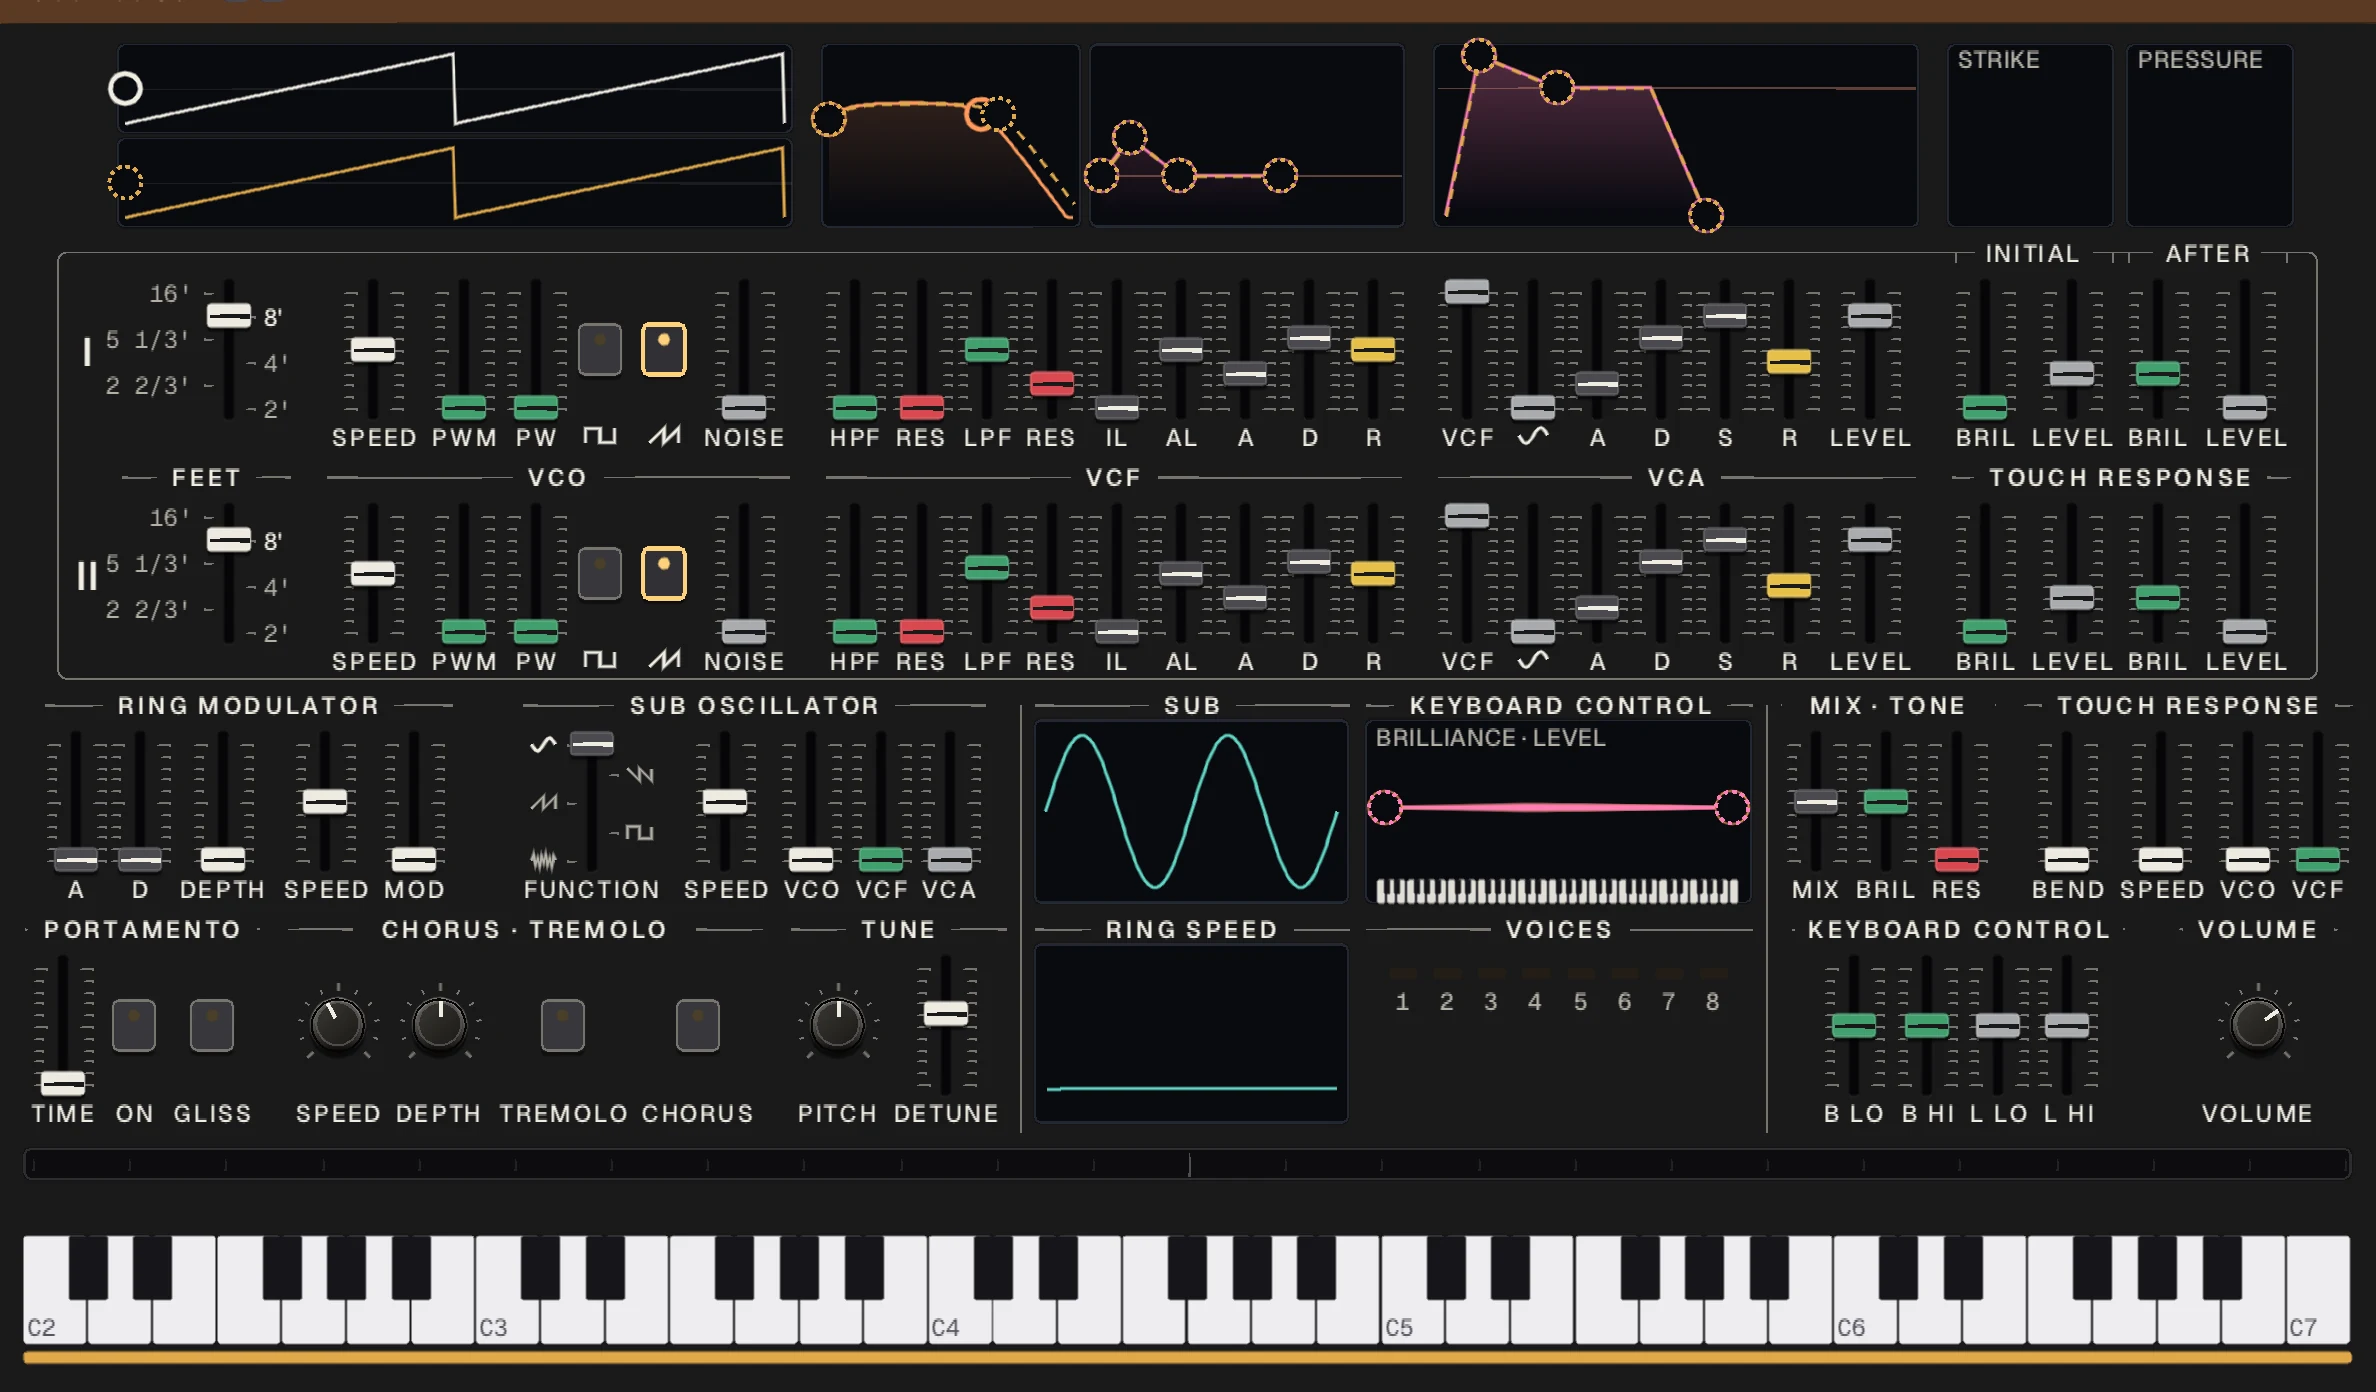 STRIKE PRESSURE
INITIAL AFTER
16'
8'
I 5 1/3'
4'
2 2/3'
2'
SPEED PWM PW NOISE HPF RES LPF RES IL AL A D R VCF A D S R LEVEL BRIL LEVEL BRIL LEVEL
FEET VCO VCF VCA TOUCH RESPONSE
16'
8'
II 5 1/3'
4'
2 2/3'
2'
SPEED PWM PW NOISE HPF RES LPF RES IL AL A D R VCF A D S R LEVEL BRIL LEVEL BRIL LEVEL
RING MODULATOR SUB OSCILLATOR SUB KEYBOARD CONTROL MIX · TONE TOUCH RESPONSE
BRILLIANCE · LEVEL
A D DEPTH SPEED MOD FUNCTION SPEED VCO VCF VCA MIX BRIL RES BEND SPEED VCO VCF
PORTAMENTO CHORUS · TREMOLO TUNE RING SPEED VOICES KEYBOARD CONTROL VOLUME
1 2 3 4 5 6 7 8
TIME ON GLISS SPEED DEPTH TREMOLO CHORUS PITCH DETUNE B LO B HI L LO L HI VOLUME
C2 C3 C4 C5 C6 C7